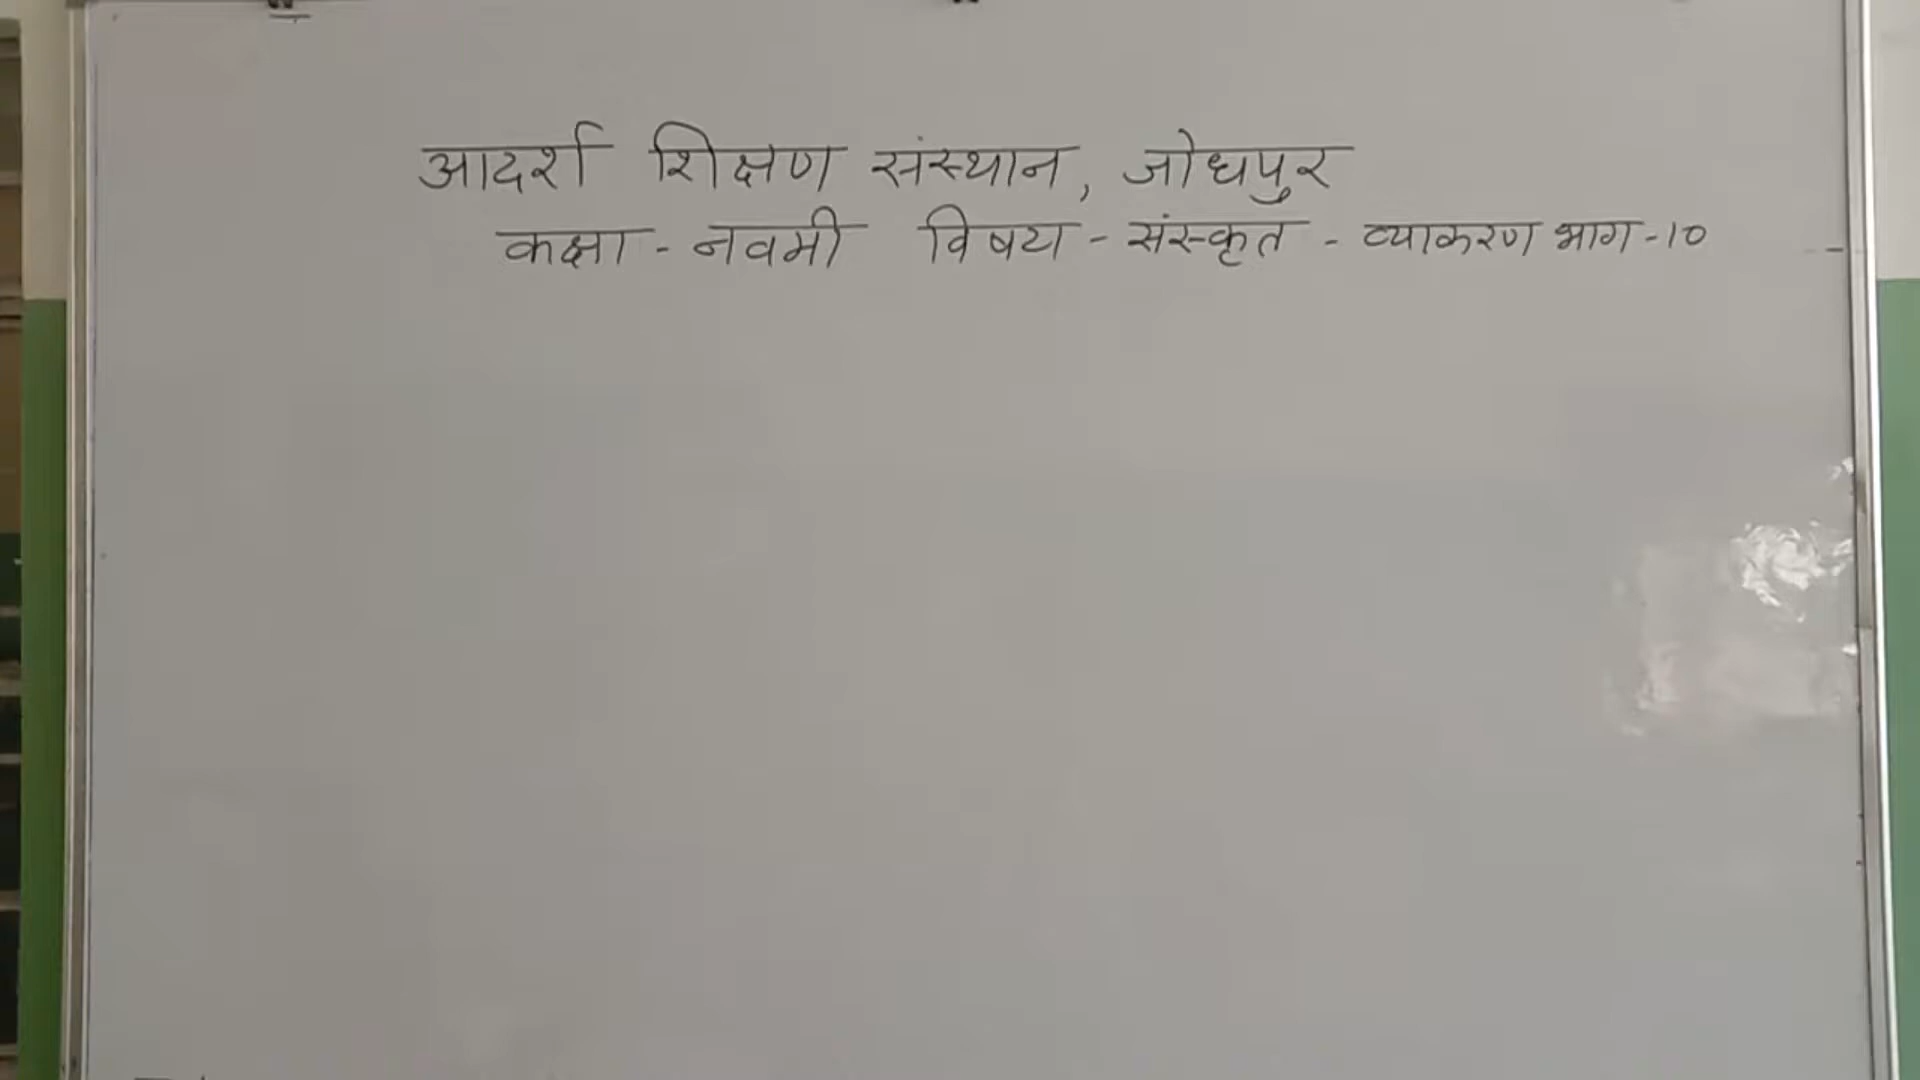 आदर्श शिक्षण संस्थान, जोधपुर
कक्षा - नवमी विषय - संस्कृत - व्याकरण भाग -10